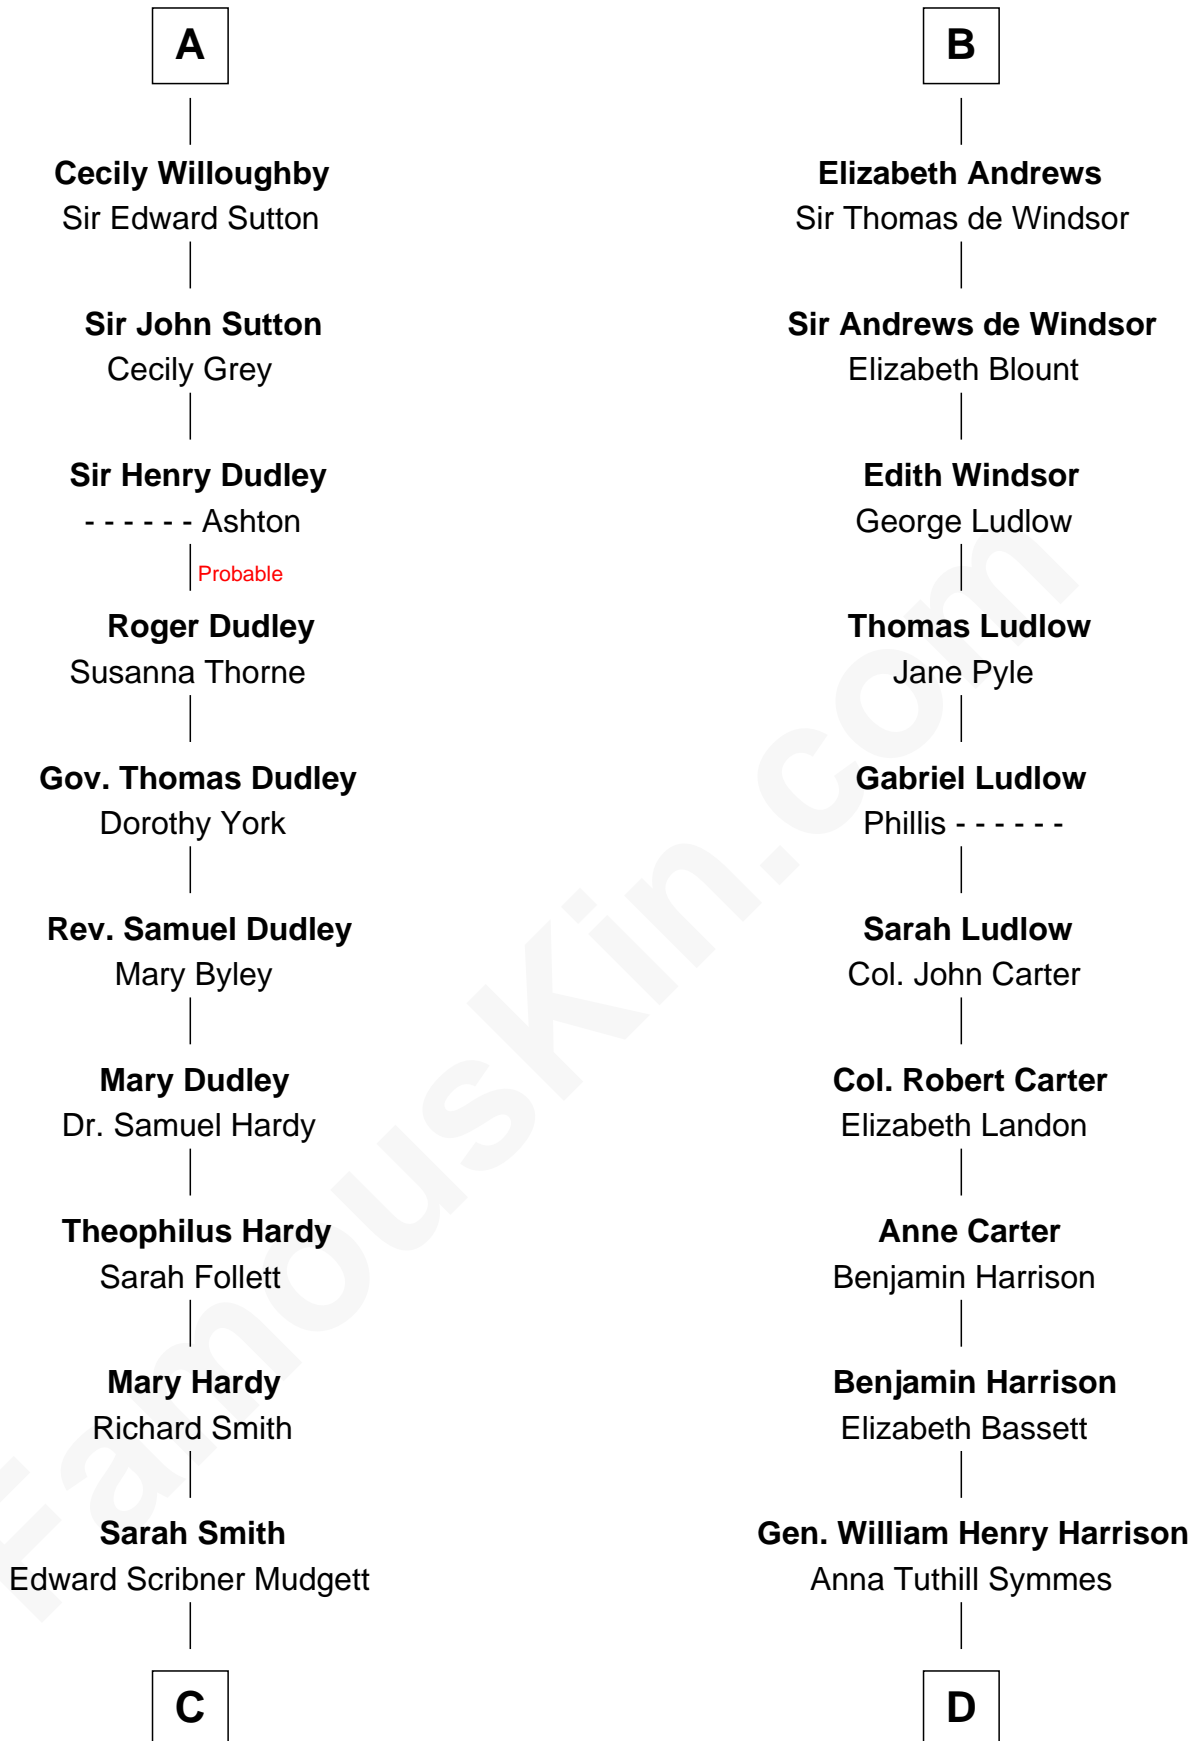 A
Cecily Willoughby
Sir Edward Sutton
Sir John Sutton
Cecily Grey
Sir Henry Dudley
- - - - - - Ashton
Probable
Roger Dudley
Susanna Thorne
Gov. Thomas Dudley
Dorothy York
Rev. Samuel Dudley
Mary Byley
Mary Dudley
Dr. Samuel Hardy
Theophilus Hardy
Sarah Follett
Mary Hardy
Richard Smith
Sarah Smith
Edward Scribner Mudgett
C
B
Elizabeth Andrews
Sir Thomas de Windsor
Sir Andrews de Windsor
Elizabeth Blount
Edith Windsor
George Ludlow
Thomas Ludlow
Jane Pyle
Gabriel Ludlow
Phillis - - - - - -
Sarah Ludlow
Col. John Carter
Col. Robert Carter
Elizabeth Landon
Anne Carter
Benjamin Harrison
Benjamin Harrison
Elizabeth Bassett
Gen. William Henry Harrison
Anna Tuthill Symmes
D
FamousKin.com